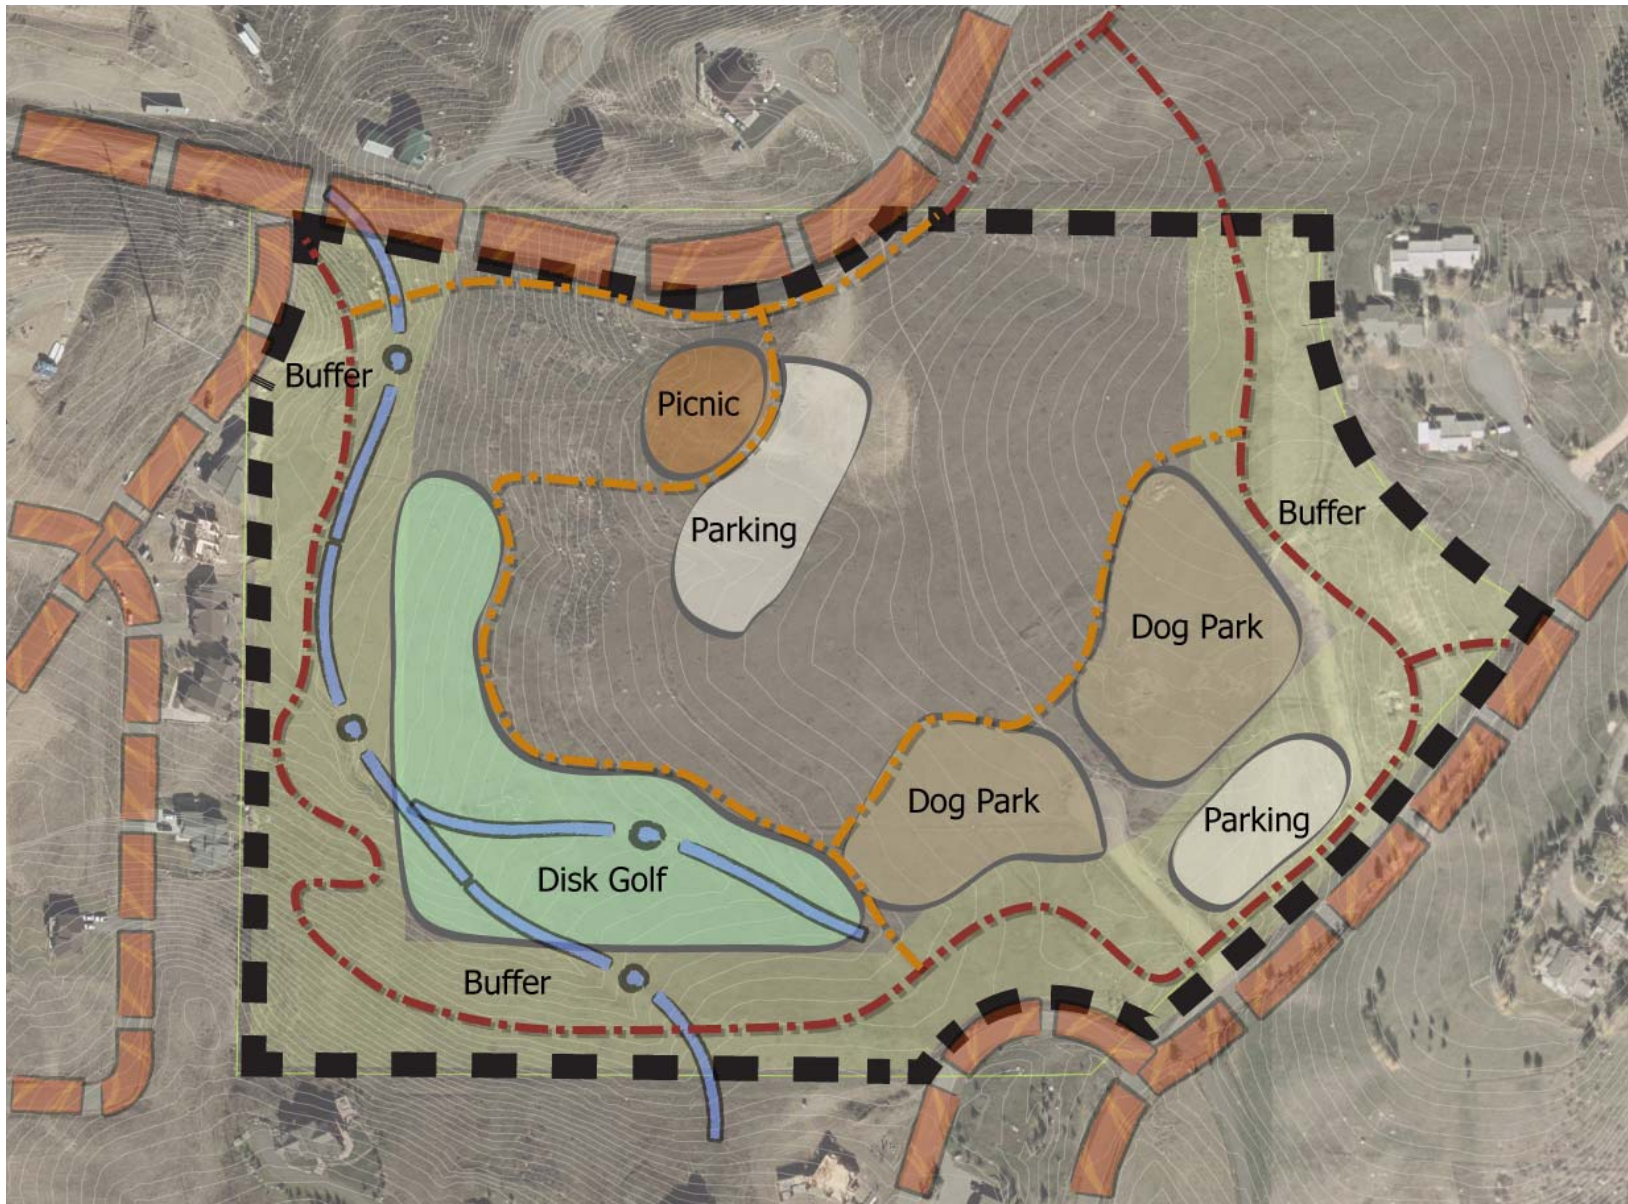 Buffer
Picnic
Parking
Buffer
Dog Park
Dog Park
Parking
Disk Golf
Buffer